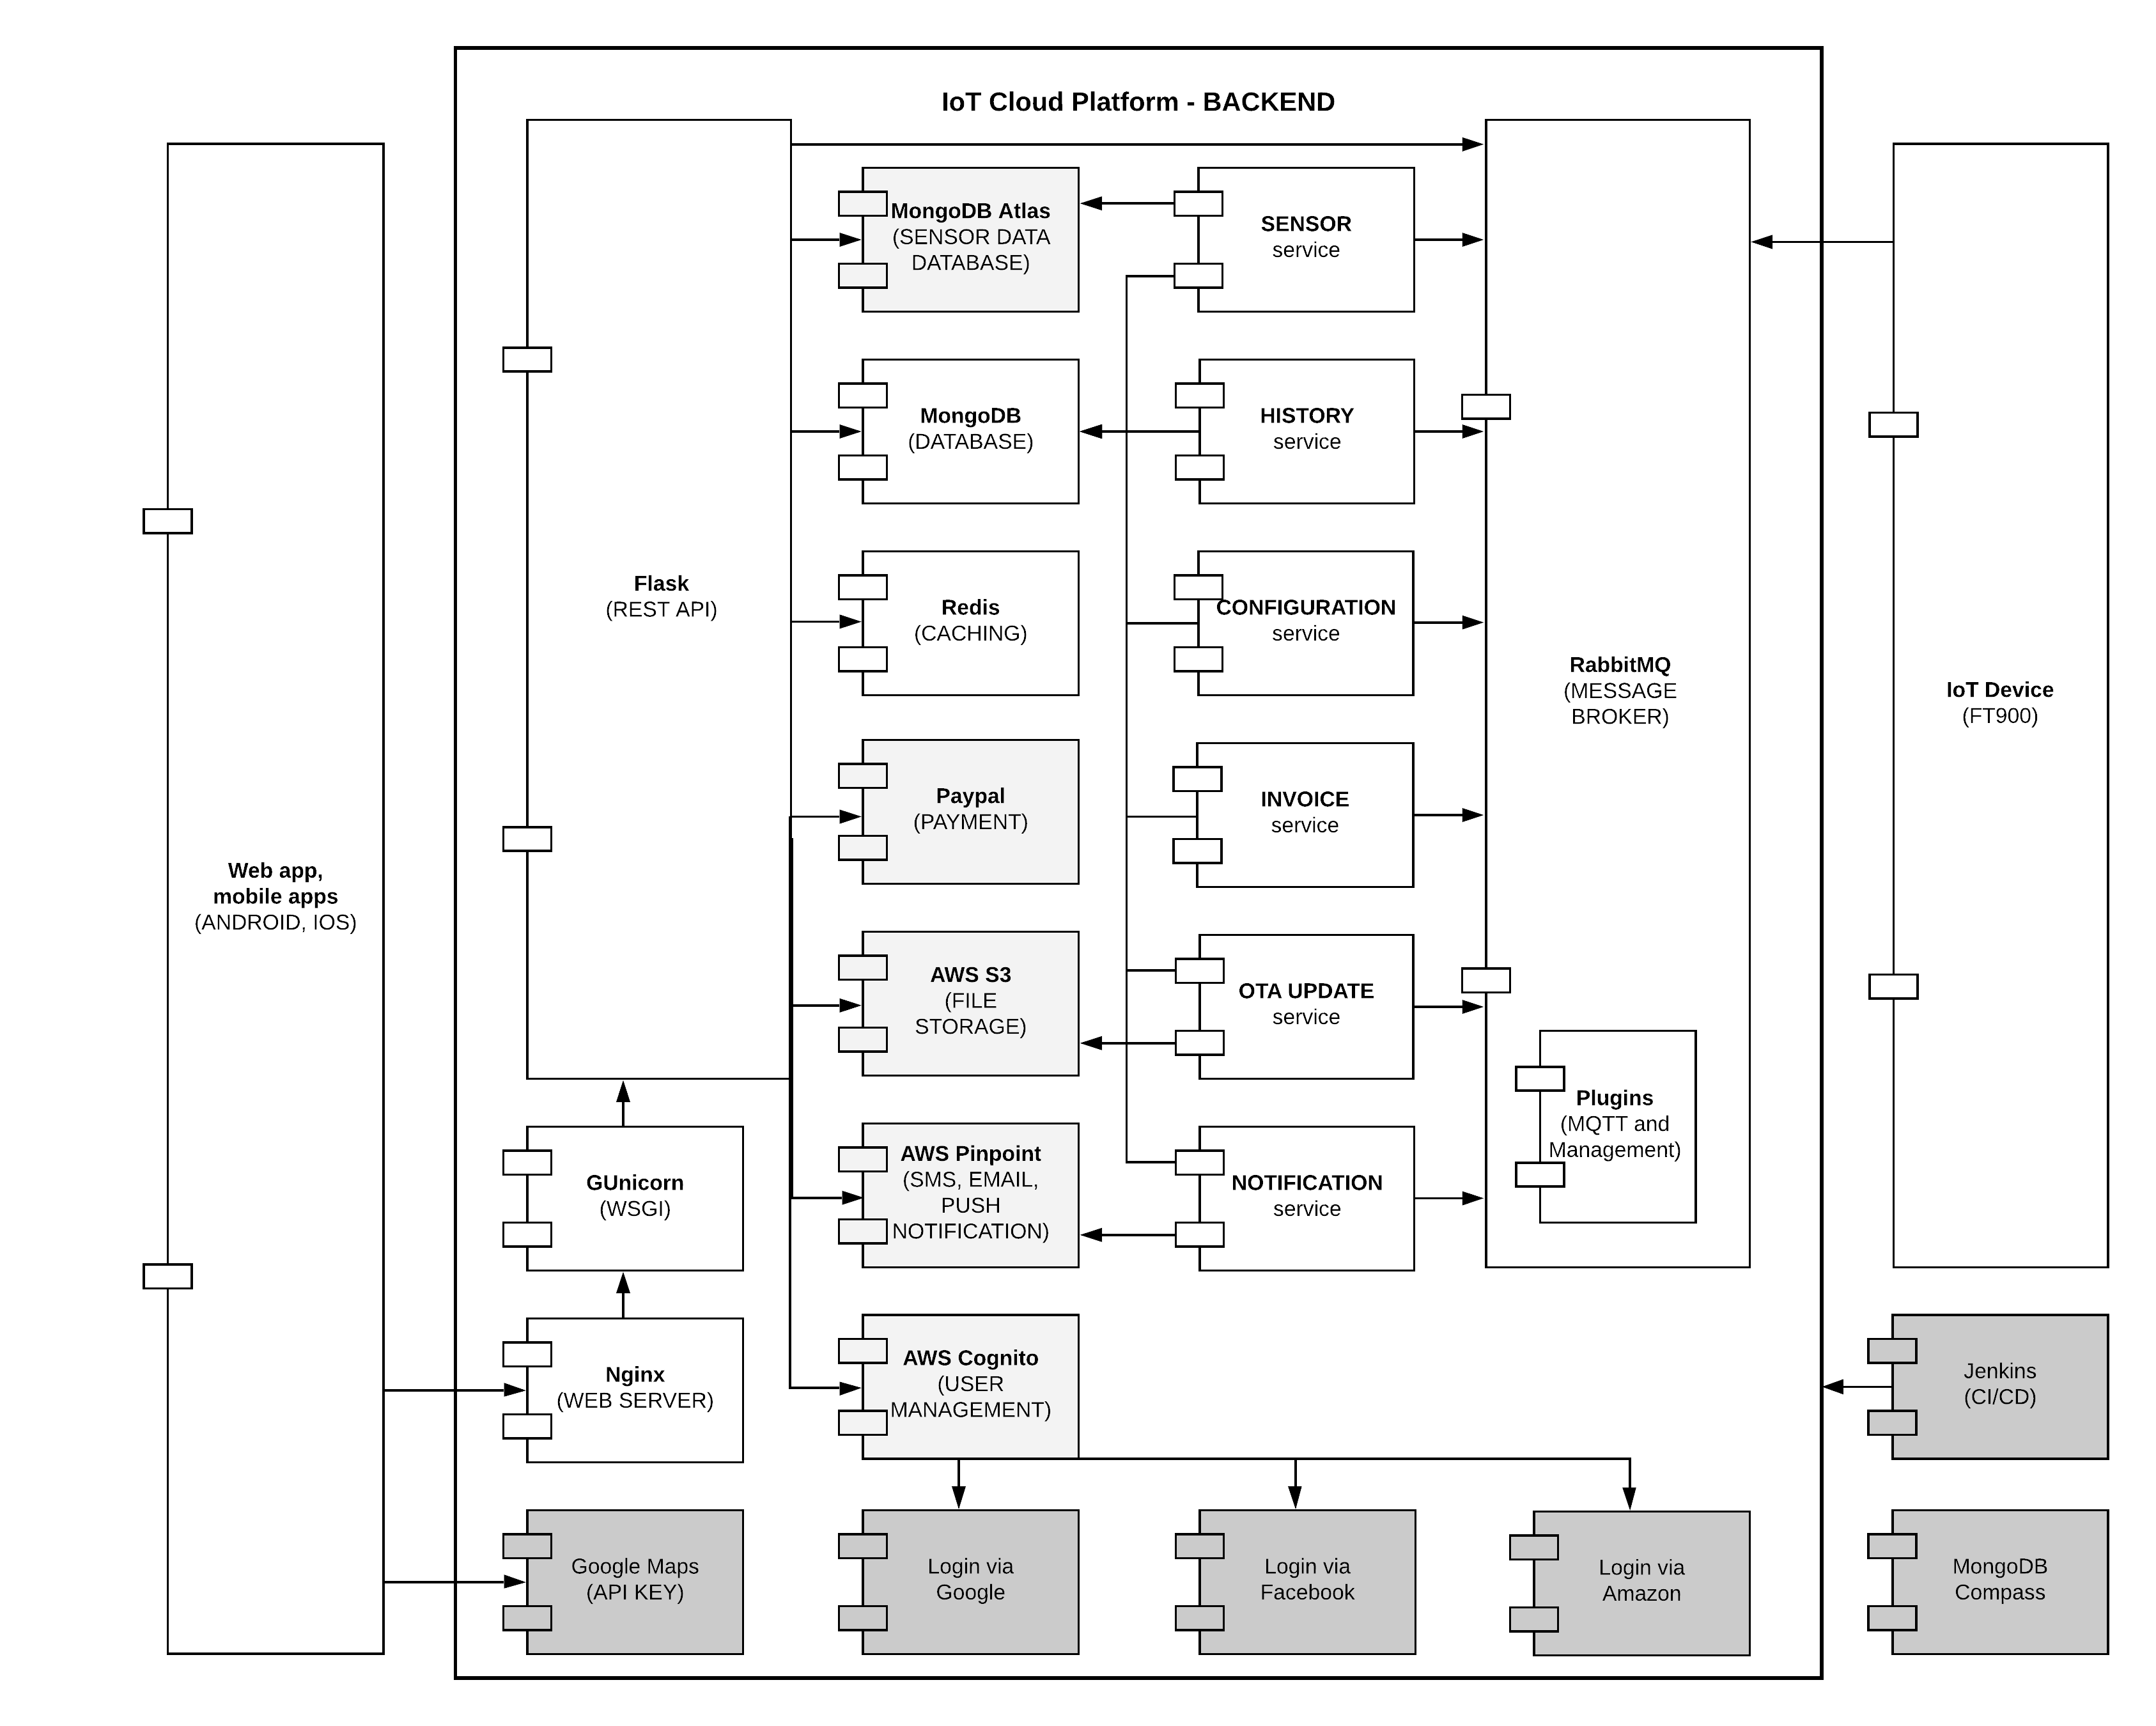 IoT Cloud Platform - BACKEND
Web app,
mobile apps
(ANDROID, IOS)
Flask
(REST API)
GUnicorn
(WSGI)
Nginx
(WEB SERVER)
Google Maps
(API KEY)
MongoDB Atlas
(SENSOR DATA
DATABASE)
MongoDB
(DATABASE)
Redis
(CACHING)
Paypal
(PAYMENT)
AWS S3
(FILE
STORAGE)
AWS Pinpoint
(SMS, EMAIL,
PUSH
NOTIFICATION)
AWS Cognito
(USER
MANAGEMENT)
Login via
Google
SENSOR
service
HISTORY
service
CONFIGURATION
service
INVOICE
service
OTA UPDATE
service
NOTIFICATION
service
Login via
Facebook
RabbitMQ
(MESSAGE
BROKER)
Plugins
(MQTT and
Management)
Login via
Amazon
IoT Device
(FT900)
Jenkins
(CI/CD)
MongoDB
Compass